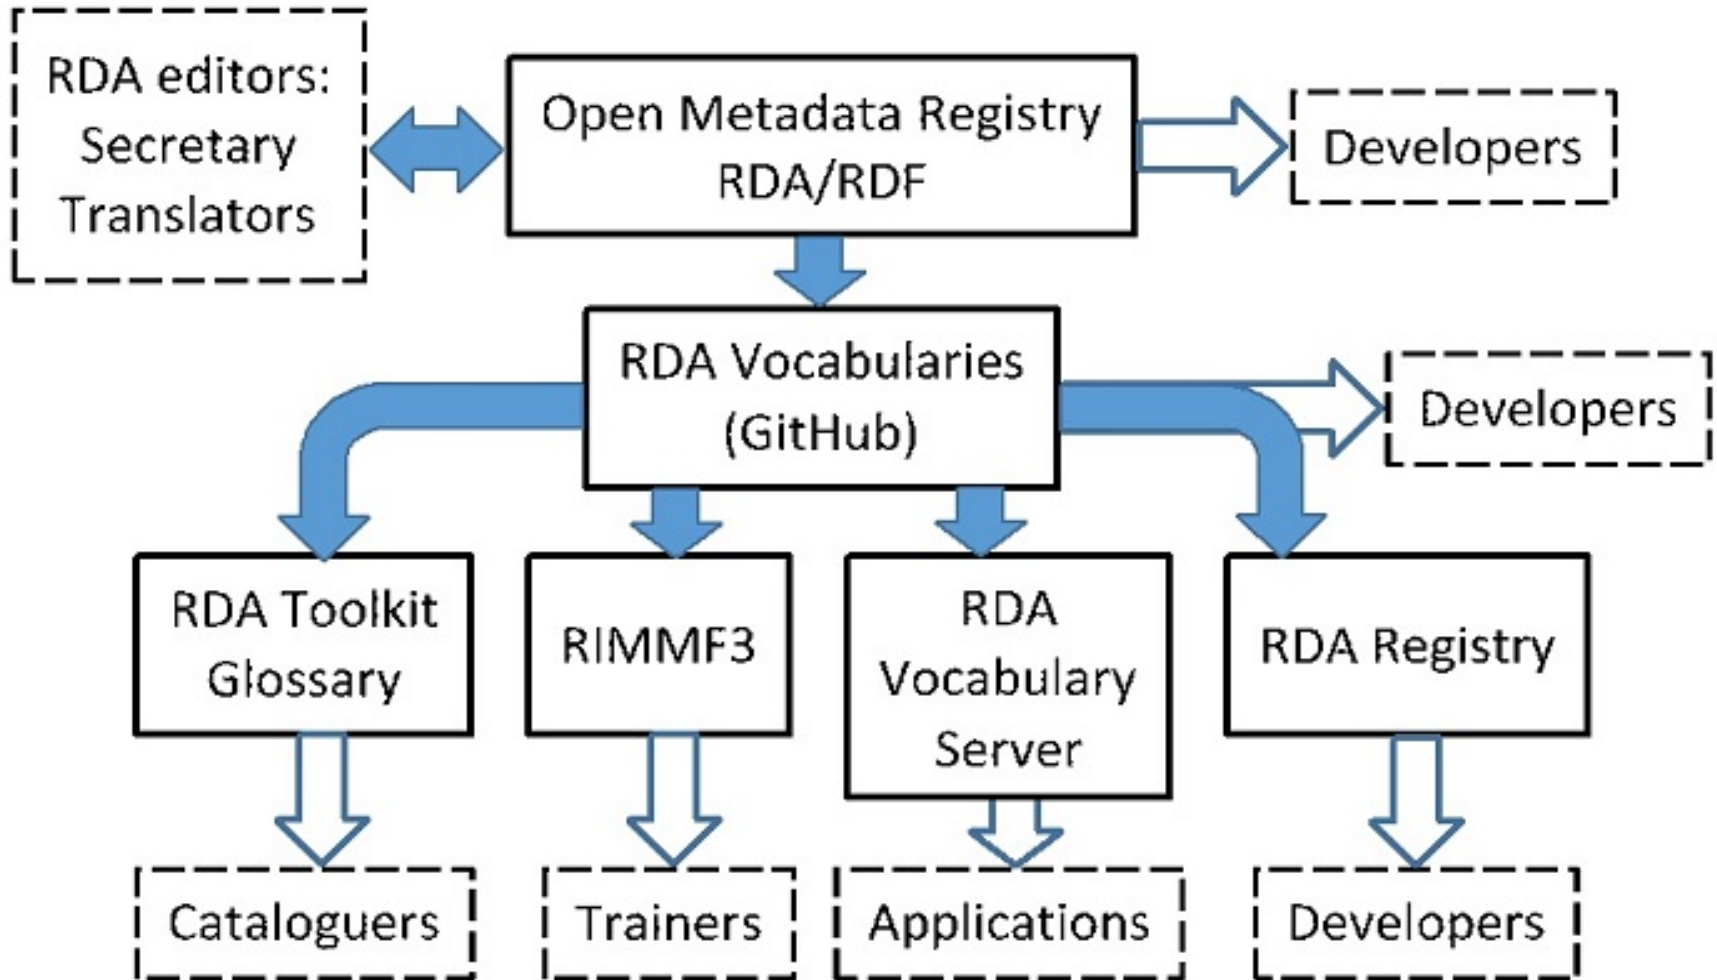 RDA editors:
Secretary
Translators
Open Metadata Registry
RDA/RDF
Developers
RDA Vocabularies
(GitHub)
Developers
RDA Toolkit
Glossary
RIMMF3
RDA
Vocabulary
Server
RDA Registry
Cataloguers
Trainers
Applications
Developers